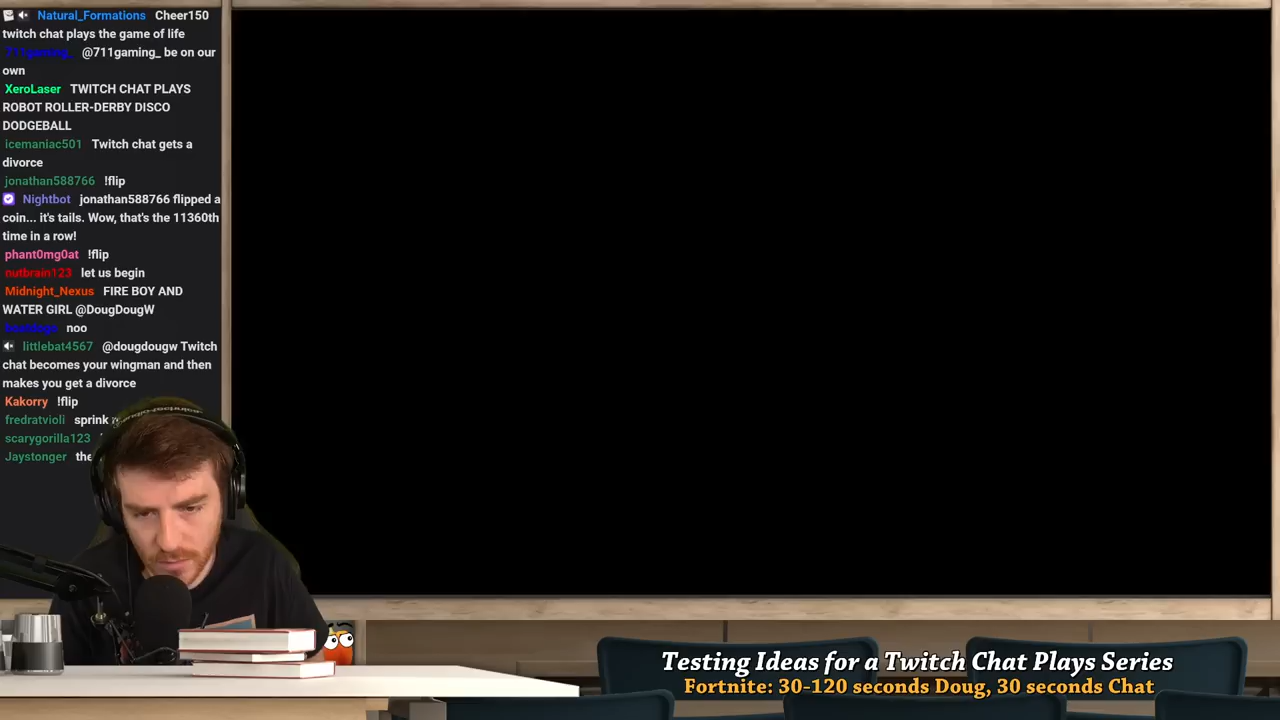 Natural_Formations Cheer150
twitch chat plays the game of life
711gaming_ @711gaming_ be on our
own
XeroLaser TWITCH CHAT PLAYS
ROBOT ROLLER-DERBY DISCO
DODGEBALL
icemaniac501 Twitch chat gets a
divorce
jonathan588766 !flip
Nightbot jonathan588766 flipped a
coin... it's tails. Wow, that's the 11360th
time in a row!
phant0mg0at !flip
nutbrain123 let us begin
Midnight_Nexus FIRE BOY AND
WATER GIRL @DougDougW
noo
littlebat4567 @dougdougw Twitch
chat becomes your wingman and then
makes you get a divorce
Kakorry !flip
fredratvioli sprink
scarygorilla123
Jaystonger the
Testing Ideas for a Twitch Chat Plays Series
Fortnite: 30-120 seconds Doug, 30 seconds Chat